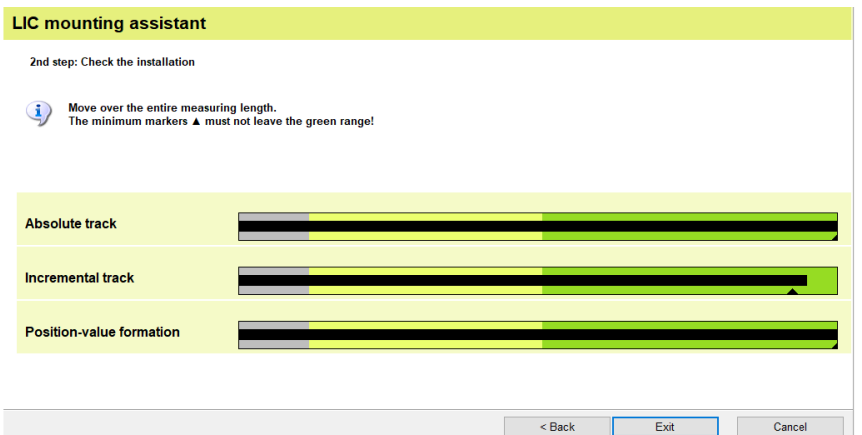 LIC mounting assistant
2nd step: Check the installation
Move over the entire measuring length.
The minimum markers ▲ must not leave the green range!
Absolute track
Incremental track
Position-value formation
< Back Exit Cancel